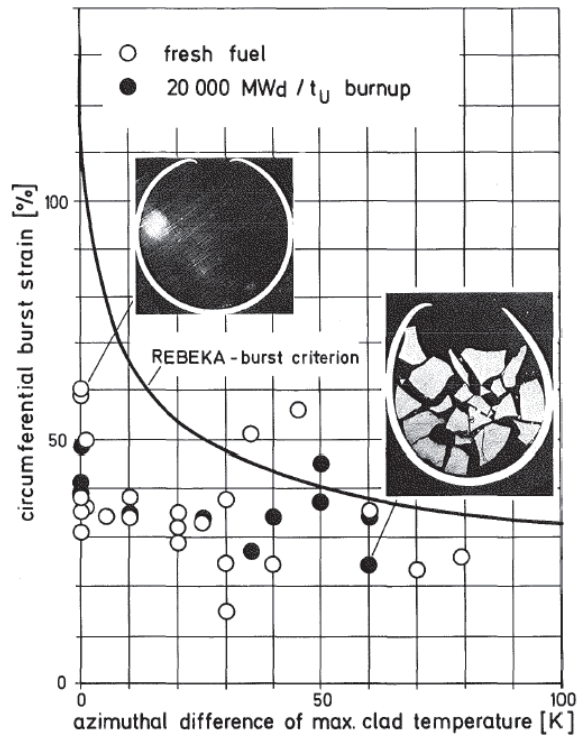 fresh fuel
20 000 MWd / tU burnup
100
REBEKA - burst criterion
50
0
0
50
100
circumferential burst strain [%]
azimuthal difference of max. clad temperature [K]